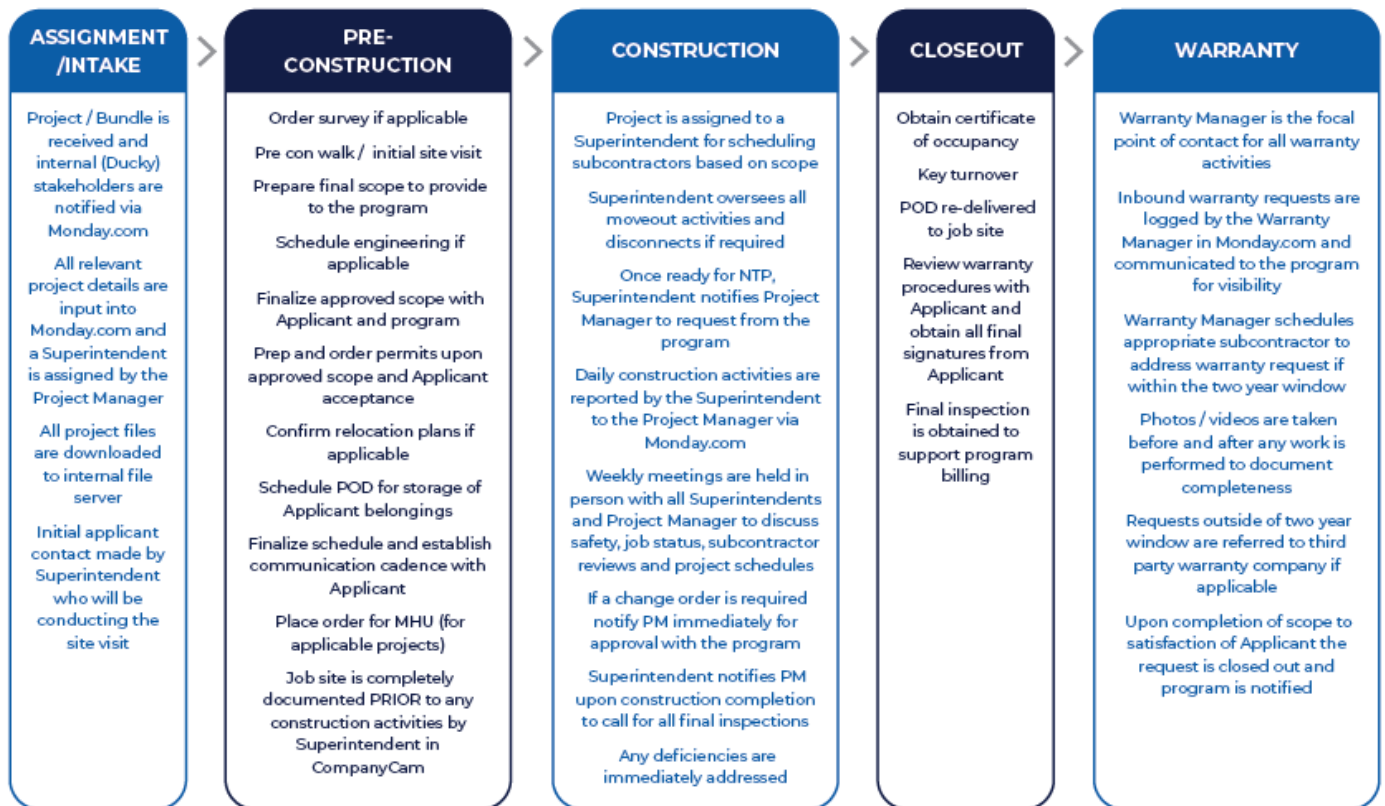 ASSIGNMENT
/INTAKE
Project / Bundle is
received and
internal (Ducky)
stakeholders are
notified via
Monday.com
All relevant
project details are
input into
Monday.com and
a Superintendent
is assigned by the
Project Manager
All project files
are downloaded
to internal file
server
Initial applicant
contact made by
Superintendent
who will be
conducting the
site visit
PRE-
CONSTRUCTION
Order survey if applicable
Pre con walk / initial site visit
Prepare final scope to provide
to the program
Schedule engineering if
applicable
Finalize approved scope with
Applicant and program
Prep and order permits upon
approved scope and Applicant
acceptance
Confirm relocation plans if
applicable
Schedule POD for storage of
Applicant belongings
Finalize schedule and establish
communication cadence with
Applicant
Place order for MHU (for
applicable projects)
Job site is completely
documented PRIOR to any
construction activities by
Superintendent in
CompanyCam
CONSTRUCTION
Project is assigned to a
Superintendent for scheduling
subcontractors based on scope
Superintendent oversees all
moveout activities and
disconnects if required
Once ready for NTP,
Superintendent notifies Project
Manager to request from the
program
Daily construction activities are
reported by the Superintendent
to the Project Manager via
Monday.com
Weekly meetings are held in
person with all Superintendents
and Project Manager to discuss
safety, job status, subcontractor
reviews and project schedules
If a change order is required
notify PM immediately for
approval with the program
Superintendent notifies PM
upon construction completion
to call for all final inspections
Any deficiencies are
immediately addressed
CLOSEOUT
Obtain certificate
of occupancy
Key turnover
POD re-delivered
to job site
Review warranty
procedures with
Applicant and
obtain all final
signatures from
Applicant
Final inspection
is obtained to
support program
billing
WARRANTY
Warranty Manager is the focal
point of contact for all warranty
activities
Inbound warranty requests are
logged by the Warranty
Manager in Monday.com and
communicated to the program
for visibility
Warranty Manager schedules
appropriate subcontractor to
address warranty request if
within the two year window
Photos / videos are taken
before and after any work is
performed to document
completeness
Requests outside of two year
window are referred to third
party warranty company if
applicable
Upon completion of scope to
satisfaction of Applicant the
request is closed out and
program is notified